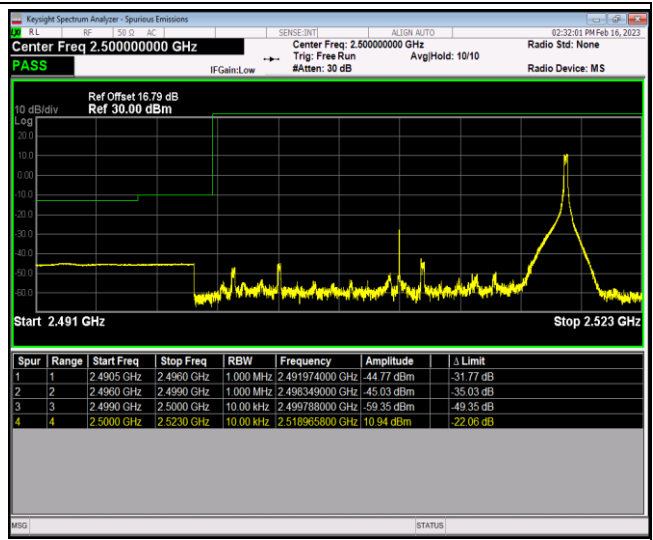 Keysight Spectrum Analyzer - Spurious Emissions
RL RF 50 Ω AC SENSE:INT ALIGN AUTO 02:32:01 PM Feb 16, 2023
Center Freq 2.500000000 GHz Center Freq: 2.500000000 GHz Radio Std: None
Trig: Free Run Avg|Hold: 10/10
PASS IFGain:Low #Atten: 30 dB Radio Device: MS
Ref Offset 16.79 dB
10 dB/div Ref 30.00 dBm
Log
20.0
10.0
0.00
-10.0
-20.0
-30.0
-40.0
-50.0
-60.0
Start 2.491 GHz Stop 2.523 GHz
Spur Range Start Freq Stop Freq RBW Frequency Amplitude Δ Limit
1 1 2.4905 GHz 2.4960 GHz 1.000 MHz 2.491974000 GHz -44.77 dBm -31.77 dB
2 2 2.4960 GHz 2.4990 GHz 1.000 MHz 2.498349000 GHz -45.03 dBm -35.03 dB
3 3 2.4990 GHz 2.5000 GHz 10.00 kHz 2.499788000 GHz -59.35 dBm -49.35 dB
4 4 2.5000 GHz 2.5230 GHz 10.00 kHz 2.518965800 GHz 10.94 dBm -22.06 dB
MSG STATUS